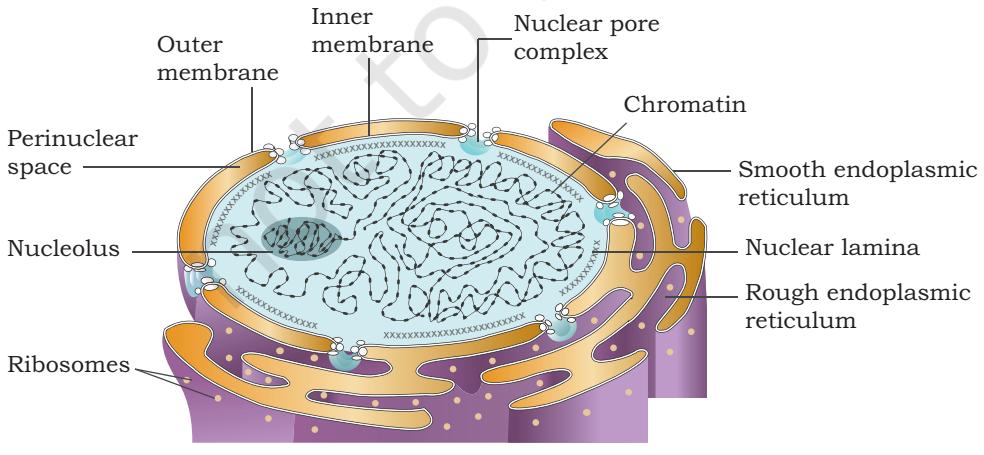 Inner
membrane
Nuclear pore
complex
Outer
membrane
Chromatin
Perinuclear
space
Smooth endoplasmic
reticulum
Nucleolus
Nuclear lamina
Rough endoplasmic
reticulum
Ribosomes